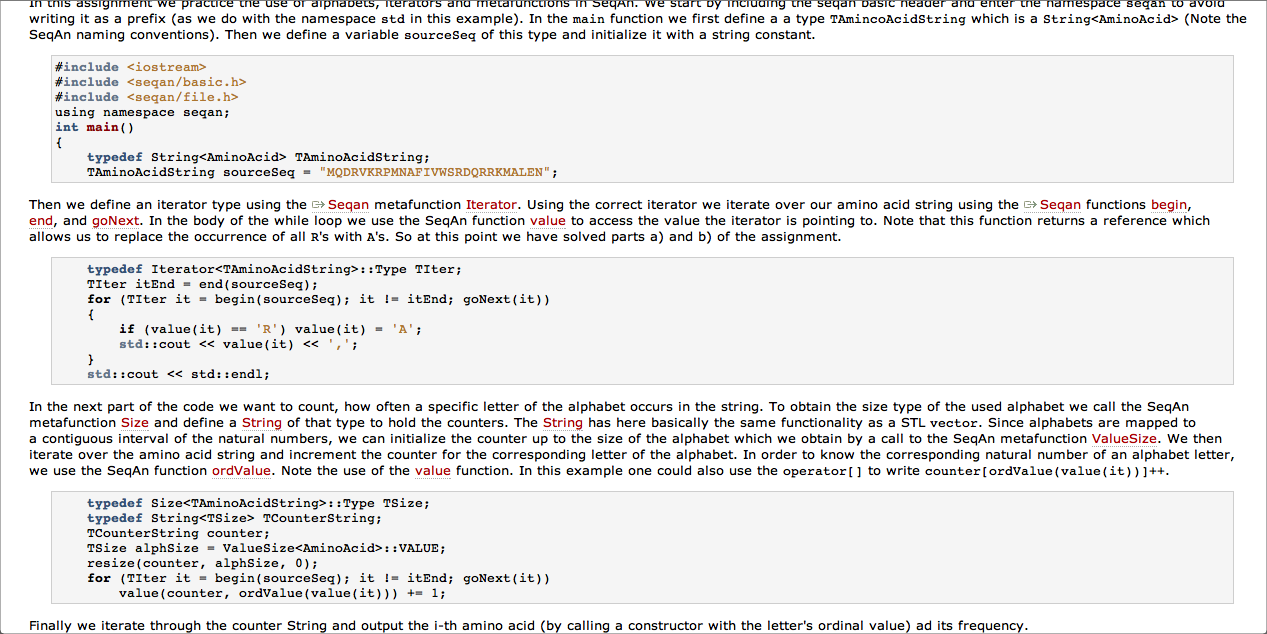 In this assignment we practice the use of alphabets, iterators and metafunctions in SeqAn. We start by including the seqan basic header and enter the namespace seqan to avoid
writing it as a prefix (as we do with the namespace std in this example). In the main function we first define a a type TAmincoAcidString which is a String<AminoAcid> (Note the
SeqAn naming conventions). Then we define a variable sourceSeq of this type and initialize it with a string constant.
#include <iostream>
#include <seqan/basic.h>
#include <seqan/file.h>
using namespace seqan;
int main()
{
    typedef String<AminoAcid> TAminoAcidString;
    TAminoAcidString sourceSeq = "MQDRVKRPMNAFIVWSRDQRRKMALEN";
Then we define an iterator type using the Seqan metafunction Iterator. Using the correct iterator we iterate over our amino acid string using the Seqan functions begin,
end, and goNext. In the body of the while loop we use the SeqAn function value to access the value the iterator is pointing to. Note that this function returns a reference which
allows us to replace the occurrence of all R's with A's. So at this point we have solved parts a) and b) of the assignment.
    typedef Iterator<TAminoAcidString>::Type TIter;
    TIter itEnd = end(sourceSeq);
    for (TIter it = begin(sourceSeq); it != itEnd; goNext(it))
    {
        if (value(it) == 'R') value(it) = 'A';
        std::cout << value(it) << ',';
    }
    std::cout << std::endl;
In the next part of the code we want to count, how often a specific letter of the alphabet occurs in the string. To obtain the size type of the used alphabet we call the SeqAn
metafunction Size and define a String of that type to hold the counters. The String has here basically the same functionality as a STL vector. Since alphabets are mapped to
a contiguous interval of the natural numbers, we can initialize the counter up to the size of the alphabet which we obtain by a call to the SeqAn metafunction ValueSize. We then
iterate over the amino acid string and increment the counter for the corresponding letter of the alphabet. In order to know the corresponding natural number of an alphabet letter,
we use the SeqAn function ordValue. Note the use of the value function. In this example one could also use the operator[] to write counter[ordValue(value(it))]++.
    typedef Size<TAminoAcidString>::Type TSize;
    typedef String<TSize> TCounterString;
    TCounterString counter;
    TSize alphSize = ValueSize<AminoAcid>::VALUE;
    resize(counter, alphSize, 0);
    for (TIter it = begin(sourceSeq); it != itEnd; goNext(it))
        value(counter, ordValue(value(it))) += 1;
Finally we iterate through the counter String and output the i-th amino acid (by calling a constructor with the letter's ordinal value) ad its frequency.